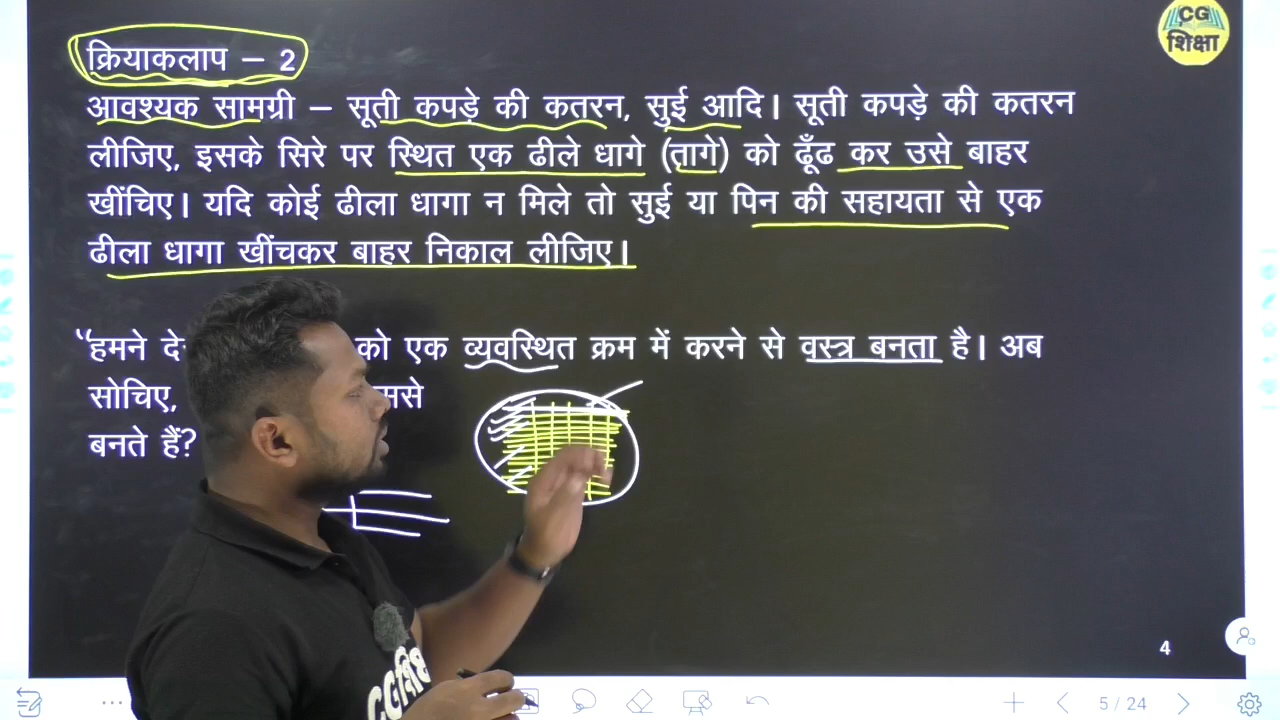 CG
शिक्षा
क्रियाकलाप – 2
आवश्यक सामग्री – सूती कपड़े की कतरन, सुई आदि। सूती कपड़े की कतरन
लीजिए, इसके सिरे पर स्थित एक ढीले धागे (तागे) को ढूँढ कर उसे बाहर
खींचिए। यदि कोई ढीला धागा न मिले तो सुई या पिन की सहायता से एक
ढीला धागा खींचकर बाहर निकाल लीजिए।
"हमने को एक व्यवस्थित क्रम में करने से वस्त्र बनता है। अब
सोचिए,
बनते हैं?
4
5 / 24